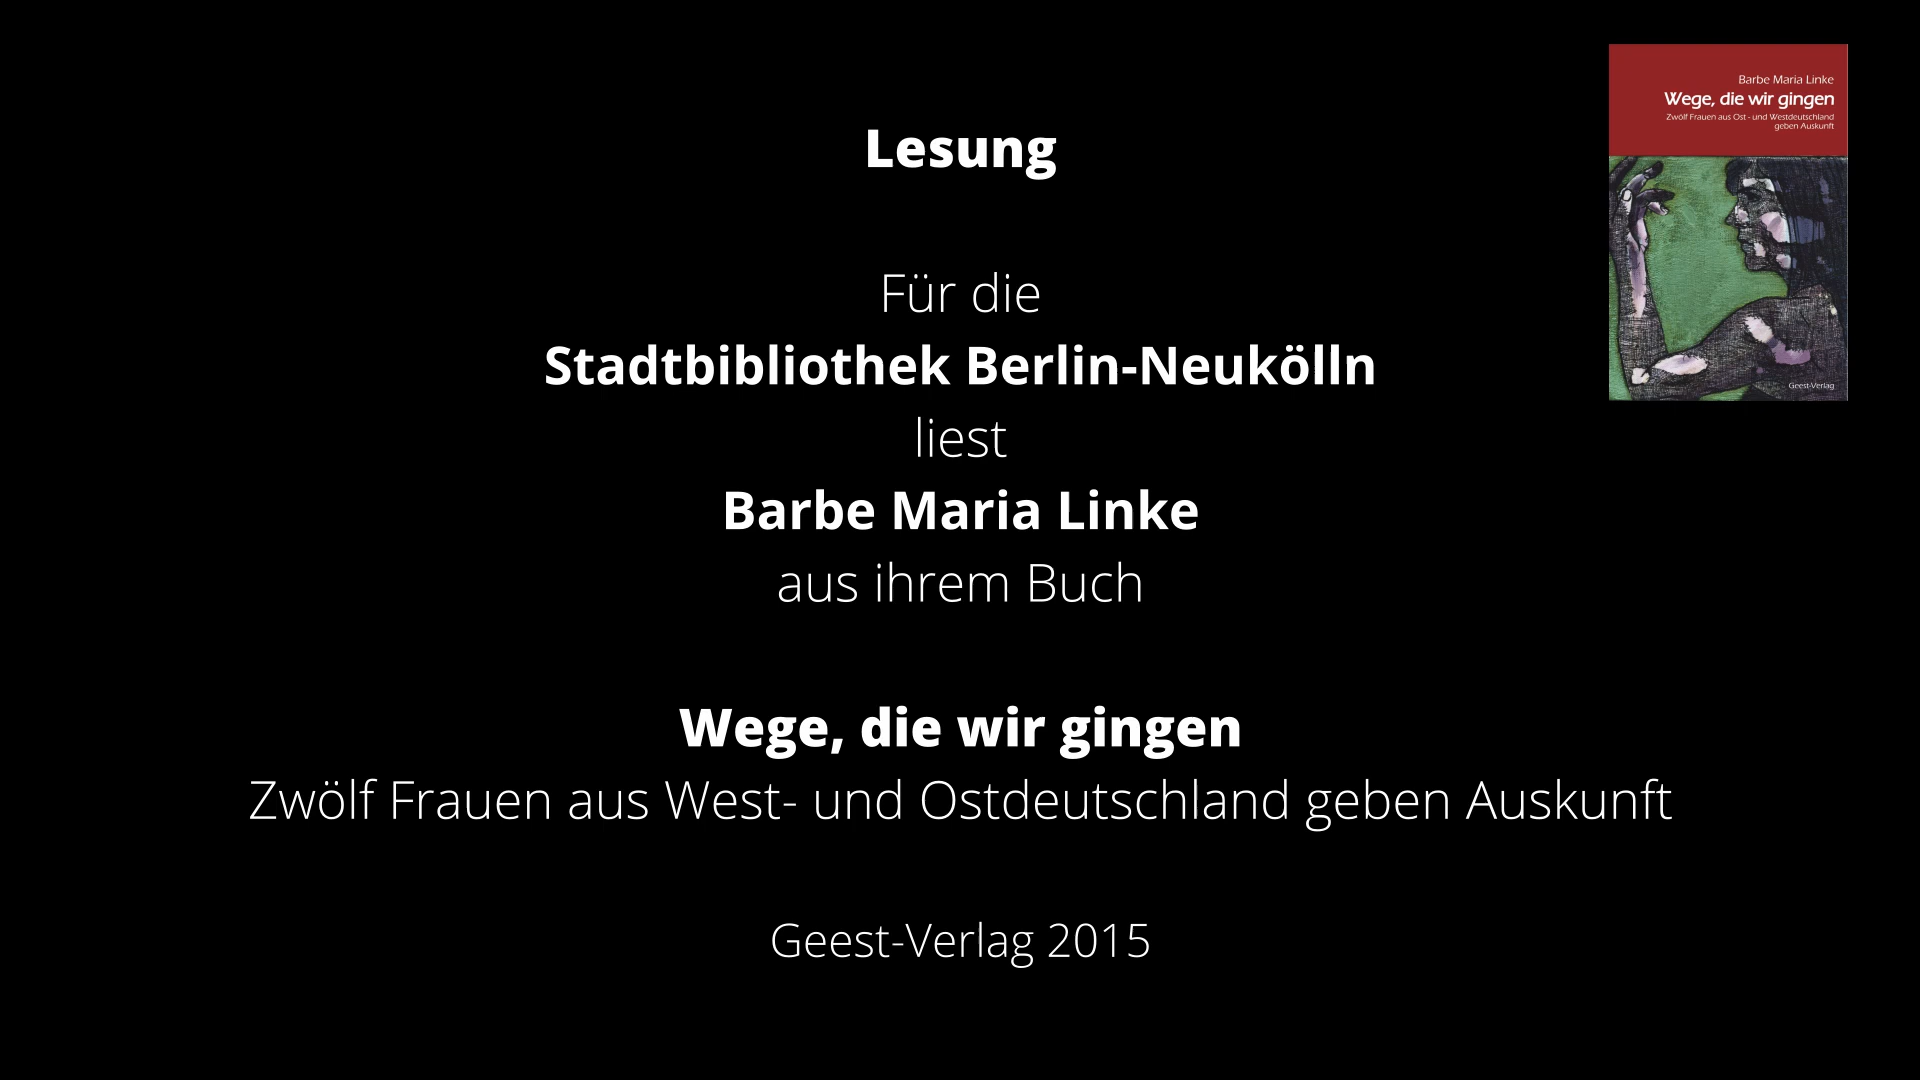 Lesung
Für die
Stadtbibliothek Berlin-Neukölln
liest
Barbe Maria Linke
aus ihrem Buch
Wege, die wir gingen
Zwölf Frauen aus West- und Ostdeutschland geben Auskunft
Geest-Verlag 2015
Barbe Maria Linke
Wege, die wir gingen
Zwölf Frauen aus Ost - und Westdeutschland
geben Auskunft
Geest-Verlag